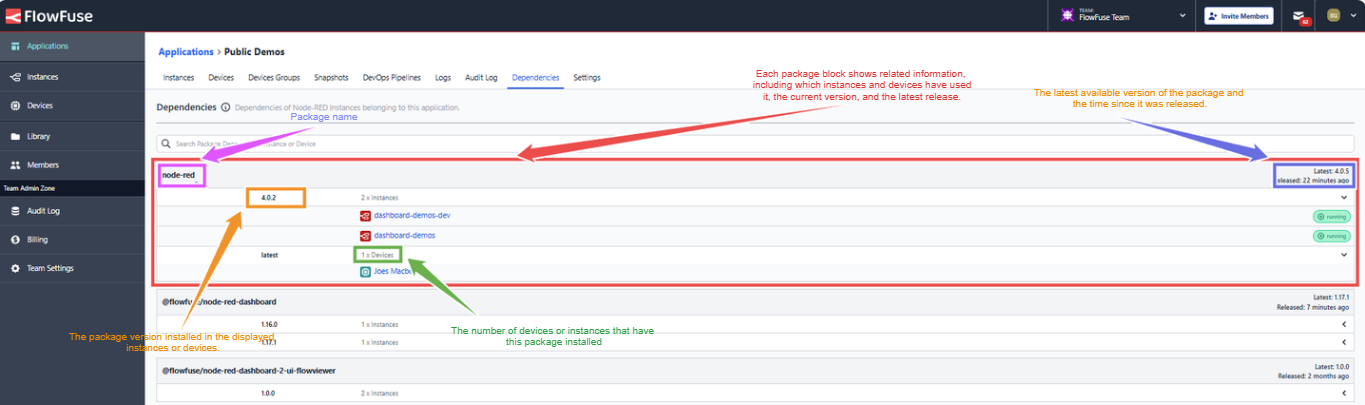 FlowFuse
TEAM:
FlowFuse Team
Invite Members
62
Applications
Instances
Devices
Library
Members
Team Admin Zone
Audit Log
Billing
Team Settings
Applications > Public Demos
Instances Devices Devices Groups Snapshots DevOps Pipelines Logs Audit Log Dependencies Settings
Each package block shows related information,
including which instances and devices have used
it, the current version, and the latest release.
The latest available version of the package and
the time since it was released.
Dependencies Dependencies of Node-RED Instances belonging to this application.
Package name
Search Package or Device
node-red
Latest: 4.0.5
eleased: 22 minutes ago
4.0.2 2 x Instances
dashboard-demos-dev running
dashboard-demos running
latest 1 x Devices
Joes Macb
@flowfuse/node-red-dashboard
Latest: 1.17.1
Released: 7 minutes ago
1.16.0 1 x Instances
1.17.1 1 x Instances
The package version installed in the displayed
instances or devices.
The number of devices or instances that have
this package installed
@flowfuse/node-red-dashboard-2-ui-flowviewer
Latest: 1.0.0
Released: 2 months ago
1.0.0 2 x Instances